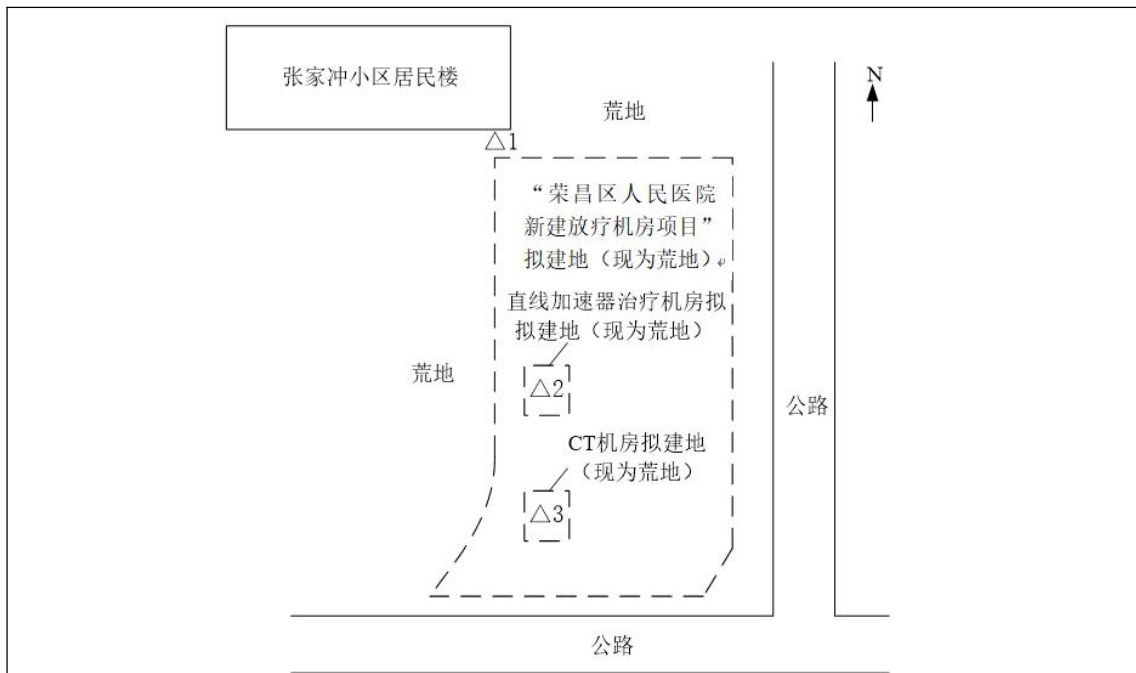 张家冲小区居民楼
N
荒地
△1
“荣昌区人民医院
新建放疗机房项目”
拟建地（现为荒地）
直线加速器治疗机房拟
拟建地（现为荒地）
荒地
△2
公路
CT机房拟建地
（现为荒地）
△3
公路